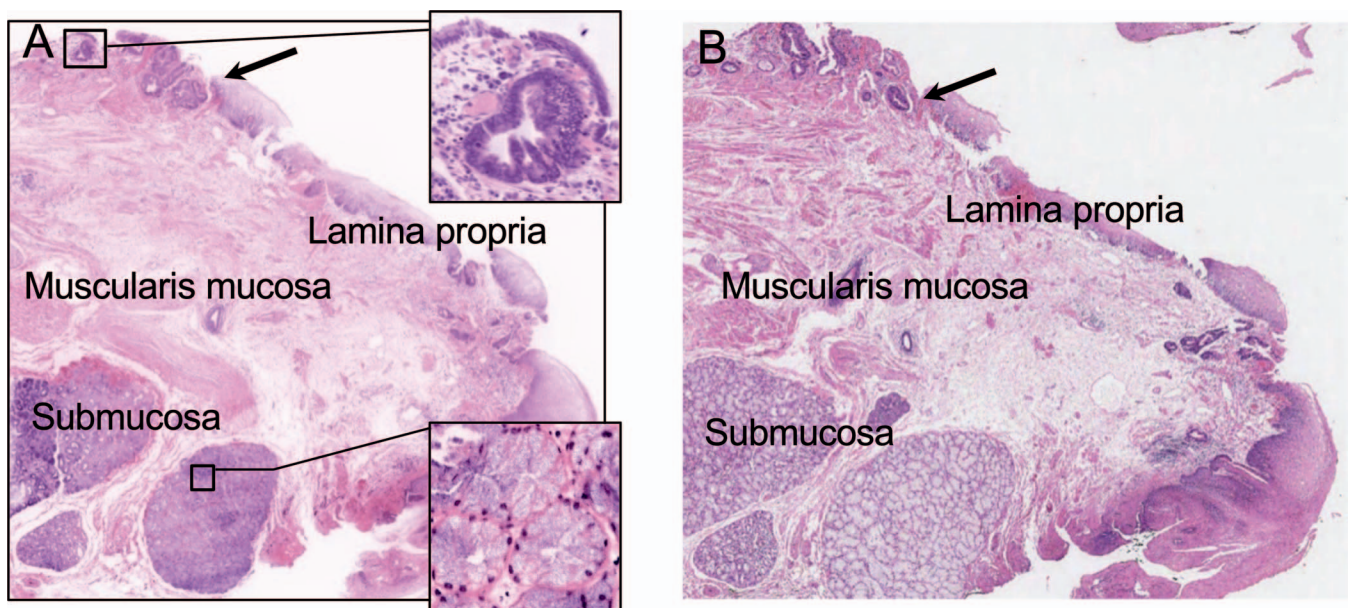 A
Lamina propria
Muscularis mucosa
Submucosa
B
Lamina propria
Muscularis mucosa
Submucosa